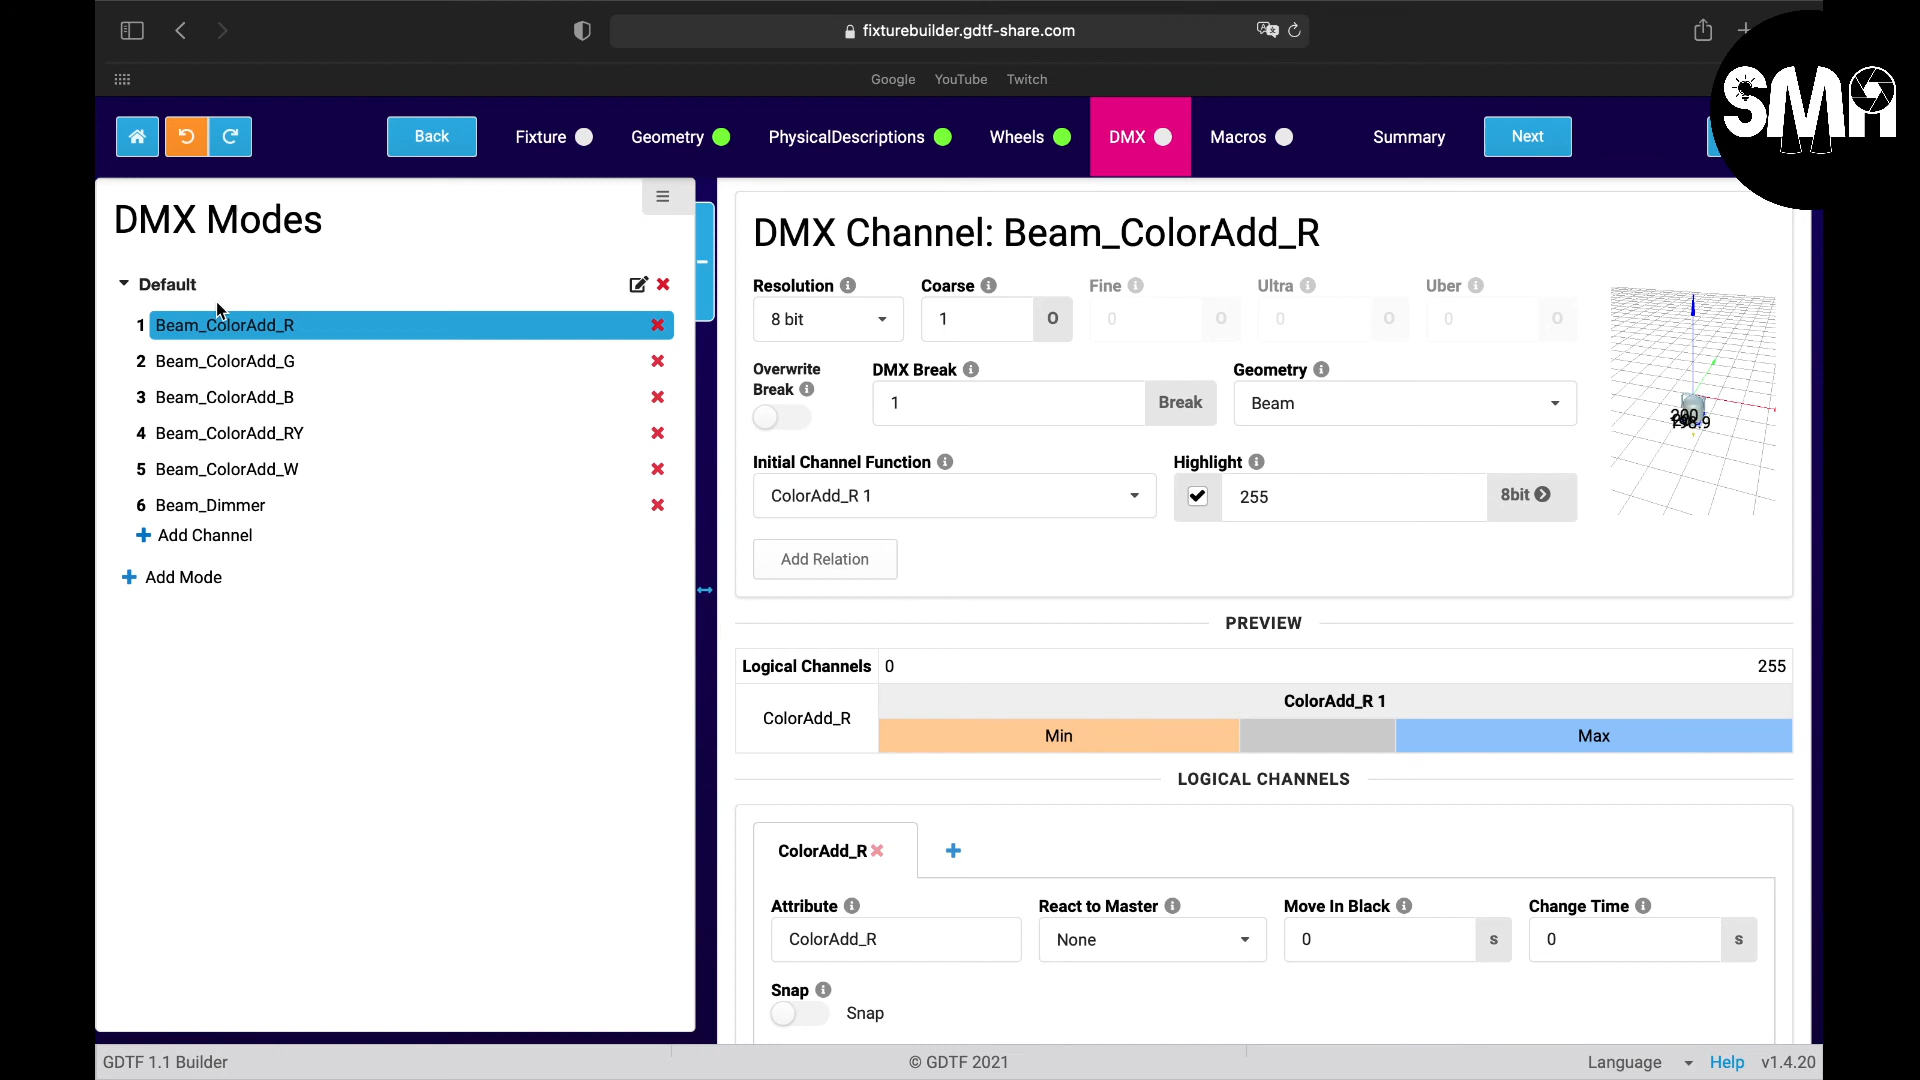 fixturebuilder.gdtf-share.com
Google YouTube Twitch
SMH
Back Fixture Geometry PhysicalDescriptions Wheels DMX Macros Summary Next
DMX Modes
Default
1 Beam_ColorAdd_R
2 Beam_ColorAdd_G
3 Beam_ColorAdd_B
4 Beam_ColorAdd_RY
5 Beam_ColorAdd_W
6 Beam_Dimmer
Add Channel
Add Mode
DMX Channel: Beam_ColorAdd_R
Resolution Coarse Fine Ultra Uber
8 bit 1 O 0 O 0 O 0 O
Overwrite
Break
DMX Break Geometry
1 Break Beam
Initial Channel Function Highlight
ColorAdd_R 1 255 8bit
Add Relation
PREVIEW
Logical Channels 0 255
ColorAdd_R 1
ColorAdd_R
Min Max
LOGICAL CHANNELS
ColorAdd_R
Attribute React to Master Move In Black Change Time
ColorAdd_R None 0 s 0 s
Snap
Snap
GDTF 1.1 Builder © GDTF 2021 Language Help v1.4.20